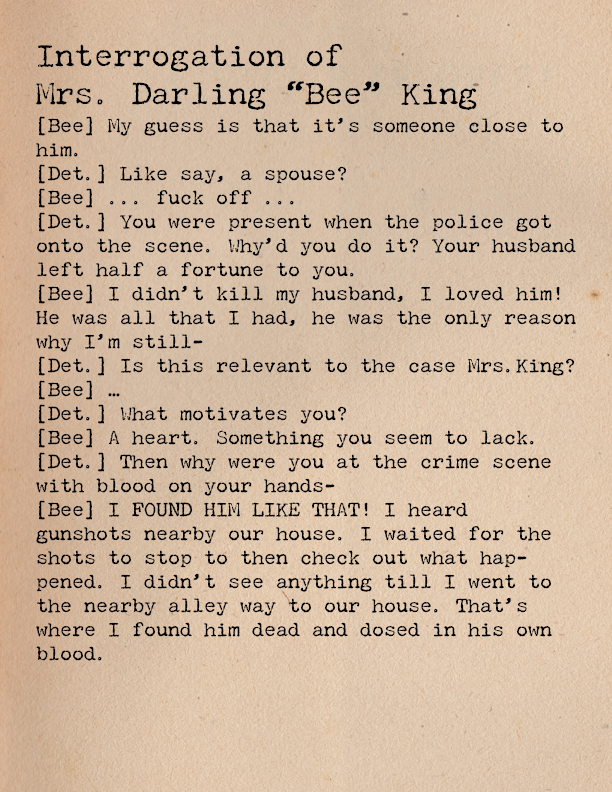 Interrogation of
Mrs. Darling “Bee” King
[Bee] My guess is that it's someone close to
him.
[Det.] Like say, a spouse?
[Bee] ... fuck off ...
[Det.] You were present when the police got
onto the scene. Why'd you do it? Your husband
left half a fortune to you.
[Bee] I didn't kill my husband, I loved him!
He was all that I had, he was the only reason
why I'm still-
[Det.] Is this relevant to the case Mrs.King?
[Bee] …
[Det.] What motivates you?
[Bee] A heart. Something you seem to lack.
[Det.] Then why were you at the crime scene
with blood on your hands-
[Bee] I FOUND HIM LIKE THAT! I heard
gunshots nearby our house. I waited for the
shots to stop to then check out what hap-
pened. I didn't see anything till I went to
the nearby alley way to our house. That's
where I found him dead and dosed in his own
blood.